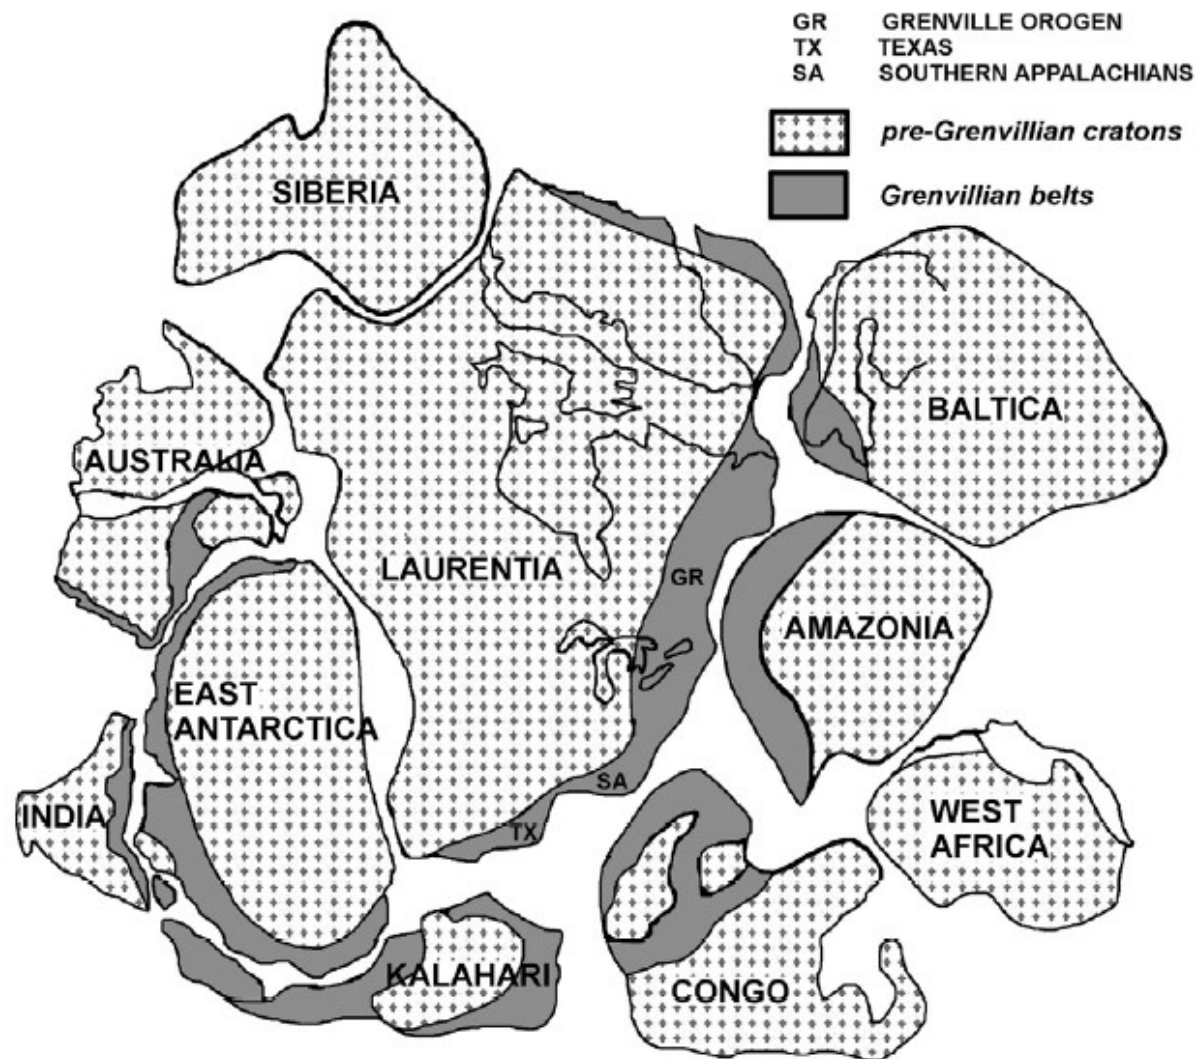 GR GRENVILLE OROGEN
TX TEXAS
SA SOUTHERN APPALACHIANS
pre-Grenvillian cratons
Grenvillian belts
SIBERIA
BALTICA
AUSTRALIA
LAURENTIA
GR
AMAZONIA
EAST
ANTARCTICA
SA
INDIA
TX
WEST
AFRICA
KALAHARI
CONGO